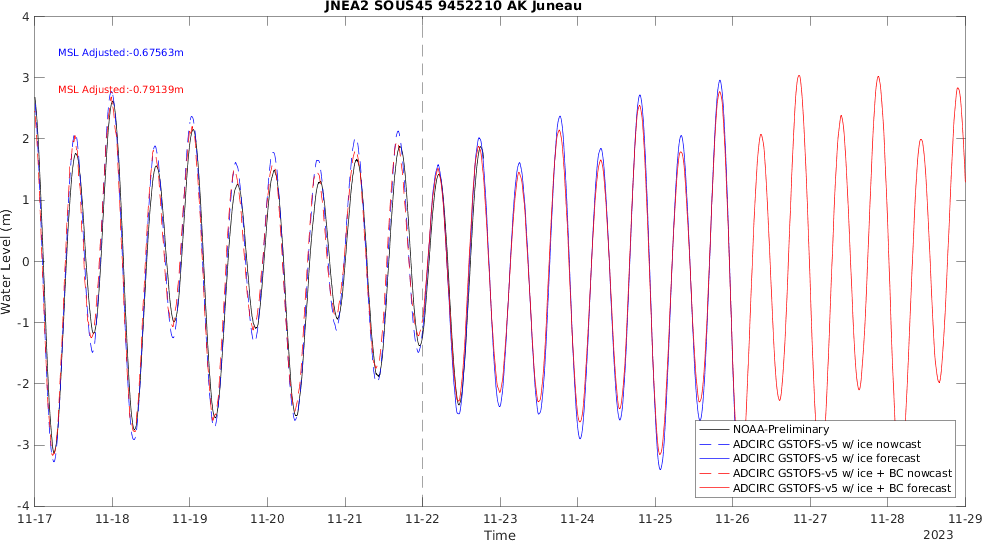 JNEA2 SOUS45 9452210 AK Juneau
4
3
2
1
0
-1
-2
-3
-4
Water Level (m)
MSL Adjusted:-0.67563m
MSL Adjusted:-0.79139m
NOAA-Preliminary
ADCIRC GSTOFS-v5 w/ ice nowcast
ADCIRC GSTOFS-v5 w/ ice forecast
ADCIRC GSTOFS-v5 w/ ice + BC nowcast
ADCIRC GSTOFS-v5 w/ ice + BC forecast
11-17 11-18 11-19 11-20 11-21 11-22 11-23 11-24 11-25 11-26 11-27 11-28 11-29
Time
2023